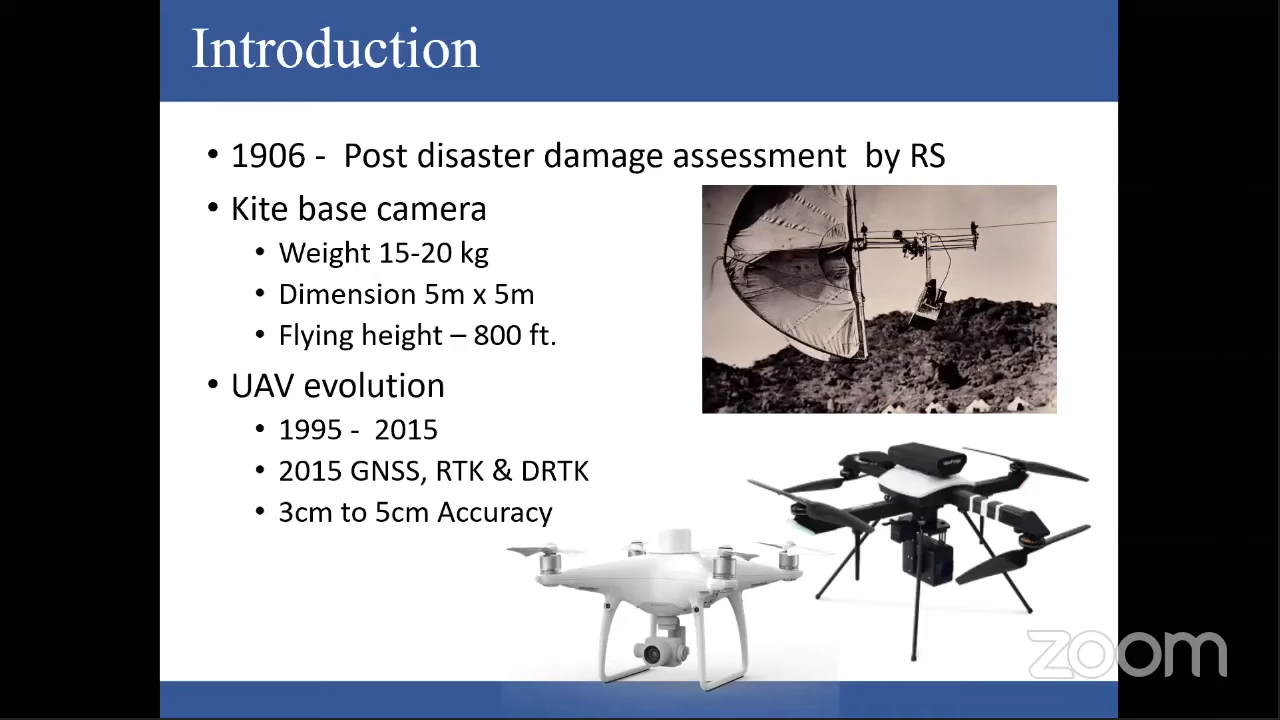 Introduction
• 1906 - Post disaster damage assessment by RS
• Kite base camera
• Weight 15-20 kg
• Dimension 5m x 5m
• Flying height – 800 ft.
• UAV evolution
• 1995 - 2015
• 2015 GNSS, RTK & DRTK
• 3cm to 5cm Accuracy
zoom